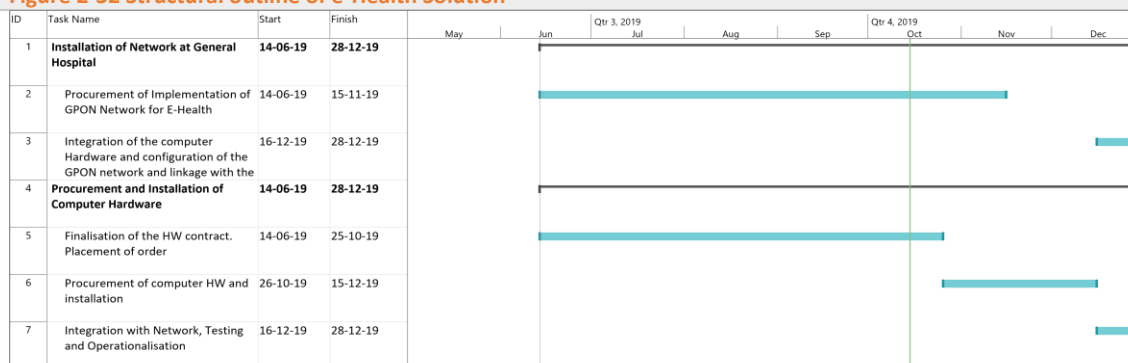 Figure 2-32 Structural outline of e-Health Solution
ID Task Name Start Finish
Qtr 3, 2019 Qtr 4, 2019
May Jun Jul Aug Sep Oct Nov Dec
1 Installation of Network at General 14-06-19 28-12-19
Hospital
2 Procurement of Implementation of 14-06-19 15-11-19
GPON Network for E-Health
3 Integration of the computer 16-12-19 28-12-19
Hardware and configuration of the
GPON network and linkage with the
4 Procurement and Installation of 14-06-19 28-12-19
Computer Hardware
5 Finalisation of the HW contract. 14-06-19 25-10-19
Placement of order
6 Procurement of computer HW and 26-10-19 15-12-19
installation
7 Integration with Network, Testing 16-12-19 28-12-19
and Operationalisation